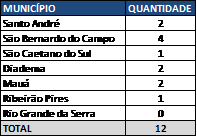 MUNICÍPIO QUANTIDADE
Santo André 2
São Bernardo do Campo 4
São Caetano do Sul 1
Diadema 2
Mauá 2
Ribeirão Pires 1
Rio Grande da Serra 0
TOTAL 12